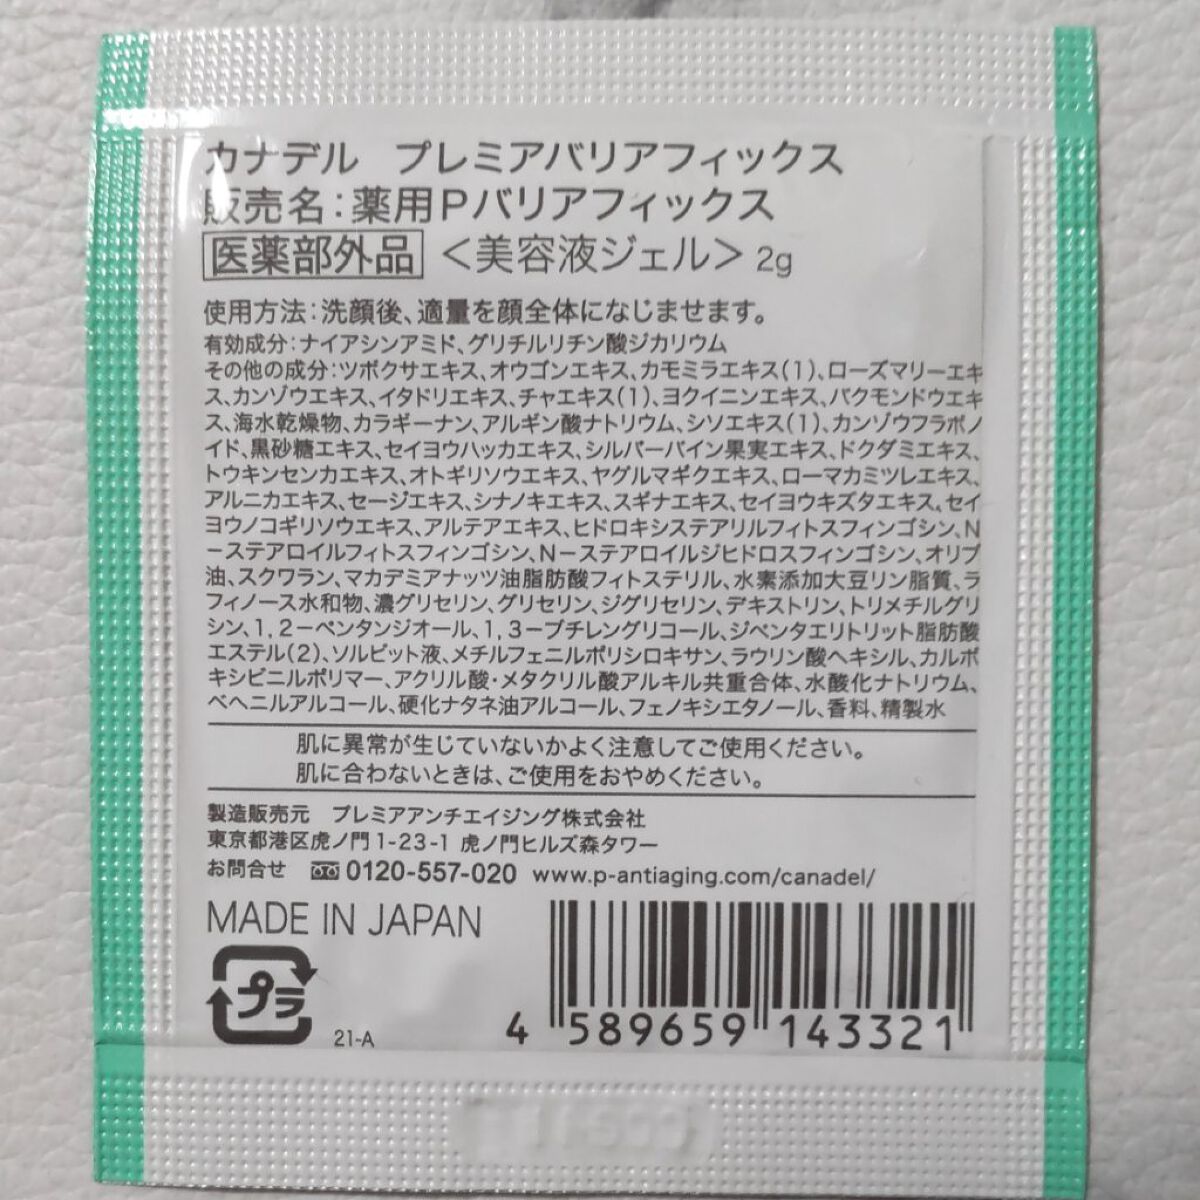 カナデル プレミアバリアフィックス
販売名：薬用Pバリアフィックス
医薬部外品 ＜美容液ジェル＞ 2g
使用方法：洗顔後、適量を顔全体になじませます。
有効成分：ナイアシンアミド、グリチルリチン酸ジカリウム
その他の成分：ツボクサエキス、オウゴンエキス、カモミラエキス(1)、ローズマリーエキ
ス、カンゾウエキス、イタドリエキス、チャエキス(1)、ヨクイニンエキス、バクモンドウエキ
ス、海水乾燥物、カラギーナン、アルギン酸ナトリウム、シソエキス(1)、カンゾウフラボノ
イド、黒砂糖エキス、セイヨウハッカエキス、シルバーバイン果実エキス、ドクダミエキス、
トウキンセンカエキス、オトギリソウエキス、ヤグルマギクエキス、ローマカミツレエキス、
アルニカエキス、セージエキス、シナノキエキス、スギナエキス、セイヨウキズタエキス、セイ
ヨウノコギリソウエキス、アルテアエキス、ヒドロキシステアリルフィトスフィンゴシン、N
－ステアロイルフィトスフィンゴシン、N－ステアロイルジヒドロスフィンゴシン、オリブ
油、スクワラン、マカデミアナッツ油脂肪酸フィトステリル、水素添加大豆リン脂質、ラ
フィノース水和物、濃グリセリン、グリセリン、ジグリセリン、デキストリン、トリメチルグリ
シン、1，2－ペンタンジオール、1，3－ブチレングリコール、ジペンタエリトリット脂肪酸
エステル(2)、ソルビット液、メチルフェニルポリシロキサン、ラウリン酸ヘキシル、カルボ
キシビニルポリマー、アクリル酸・メタクリル酸アルキル共重合体、水酸化ナトリウム、
ベヘニルアルコール、硬化ナタネ油アルコール、フェノキシエタノール、香料、精製水
肌に異常が生じていないかよく注意してご使用ください。
肌に合わないときは、ご使用をおやめください。
製造販売元 プレミアアンチエイジング株式会社
東京都港区虎ノ門1-23-1 虎ノ門ヒルズ森タワー
お問合せ 0120-557-020 www.p-antiaging.com/canadel/
MADE IN JAPAN
プラ
21-A
4 589659 143321